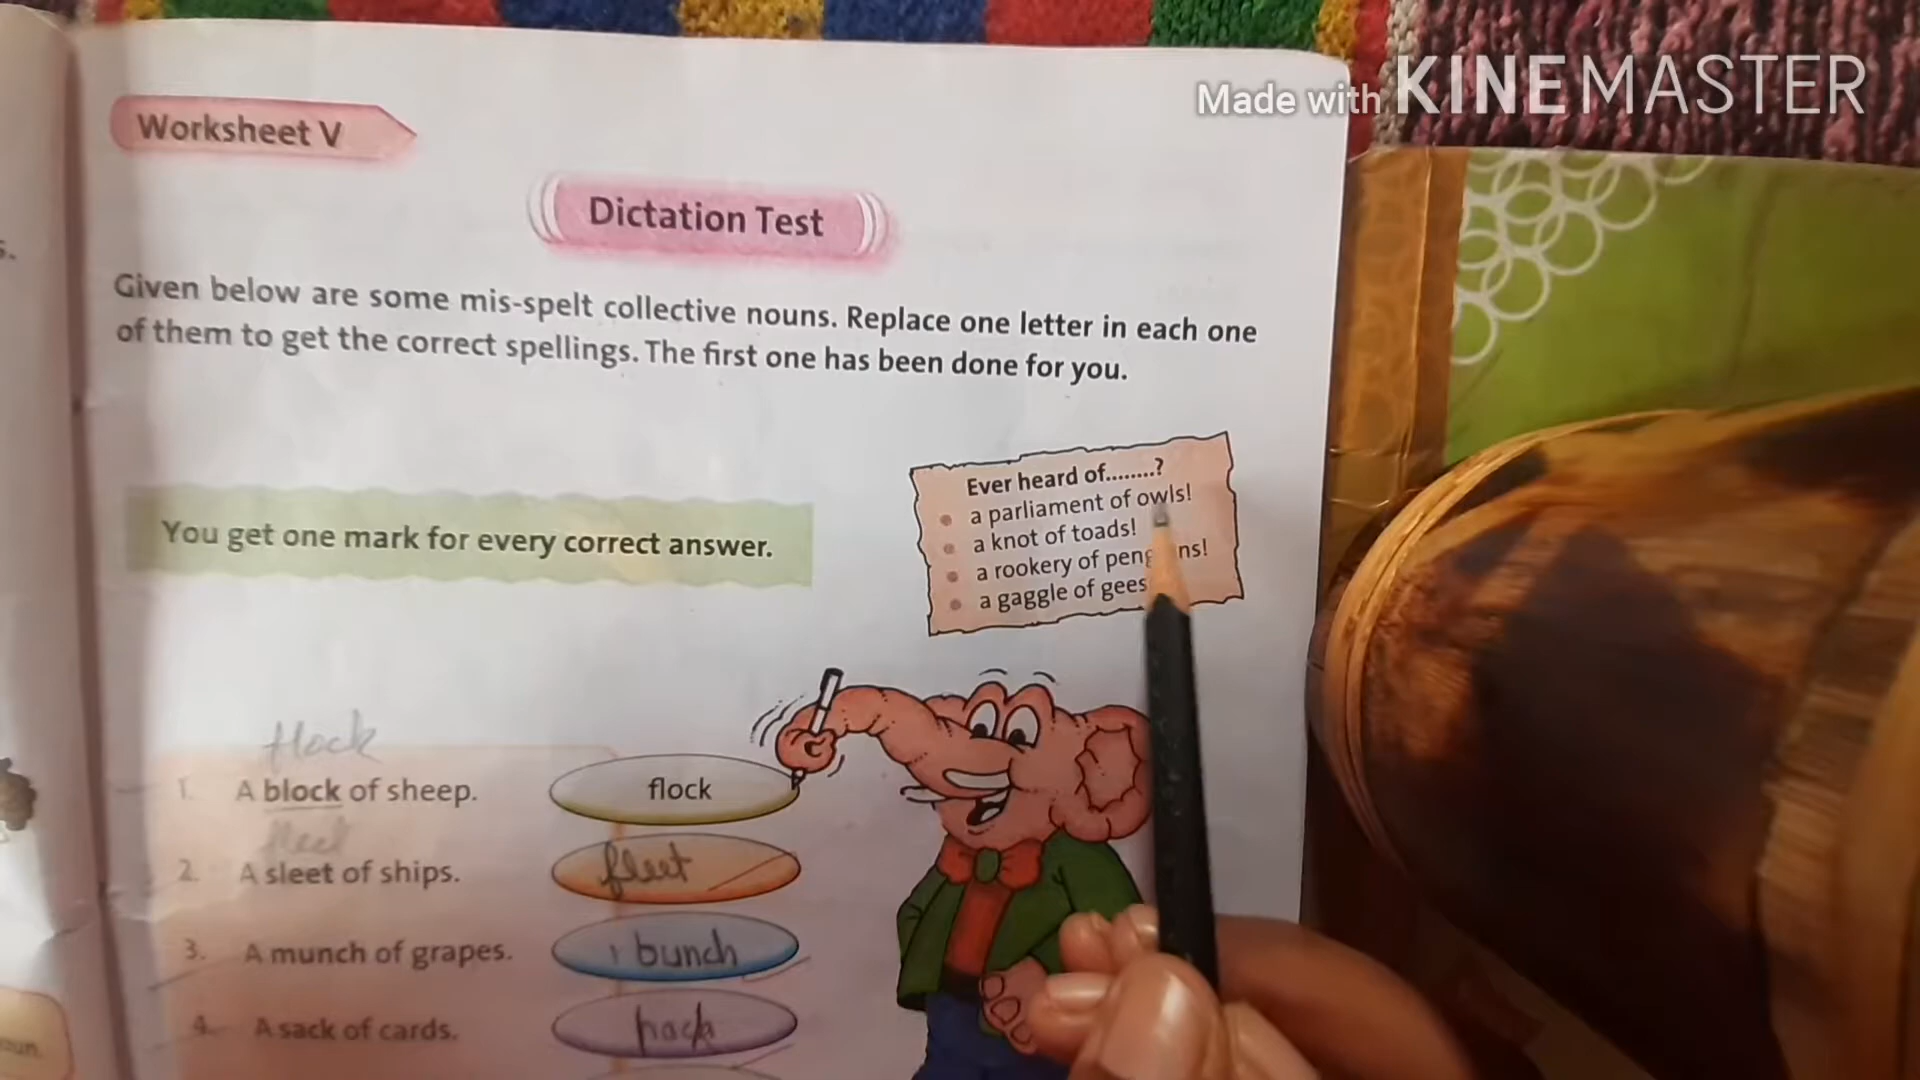 Made with KINEMASTER
Worksheet V
Dictation Test
Given below are some mis-spelt collective nouns. Replace one letter in each one
of them to get the correct spellings. The first one has been done for you.
Ever heard of........?
a parliament of owls!
a knot of toads!
a rookery of peng ns!
a gaggle of gees
You get one mark for every correct answer.
flock
1. A block of sheep. flock
fleet
2. A sleet of ships. fleet
3. A munch of grapes. bunch
4. A sack of cards. pack